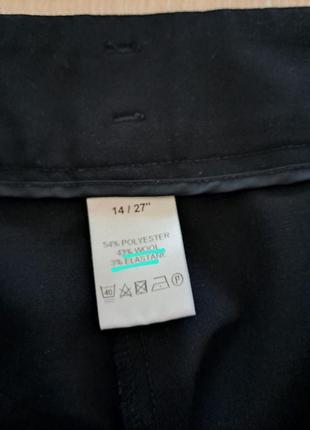 14 / 27"
54% POLYESTER
43% WOOL
3% ELASTANE
40
P